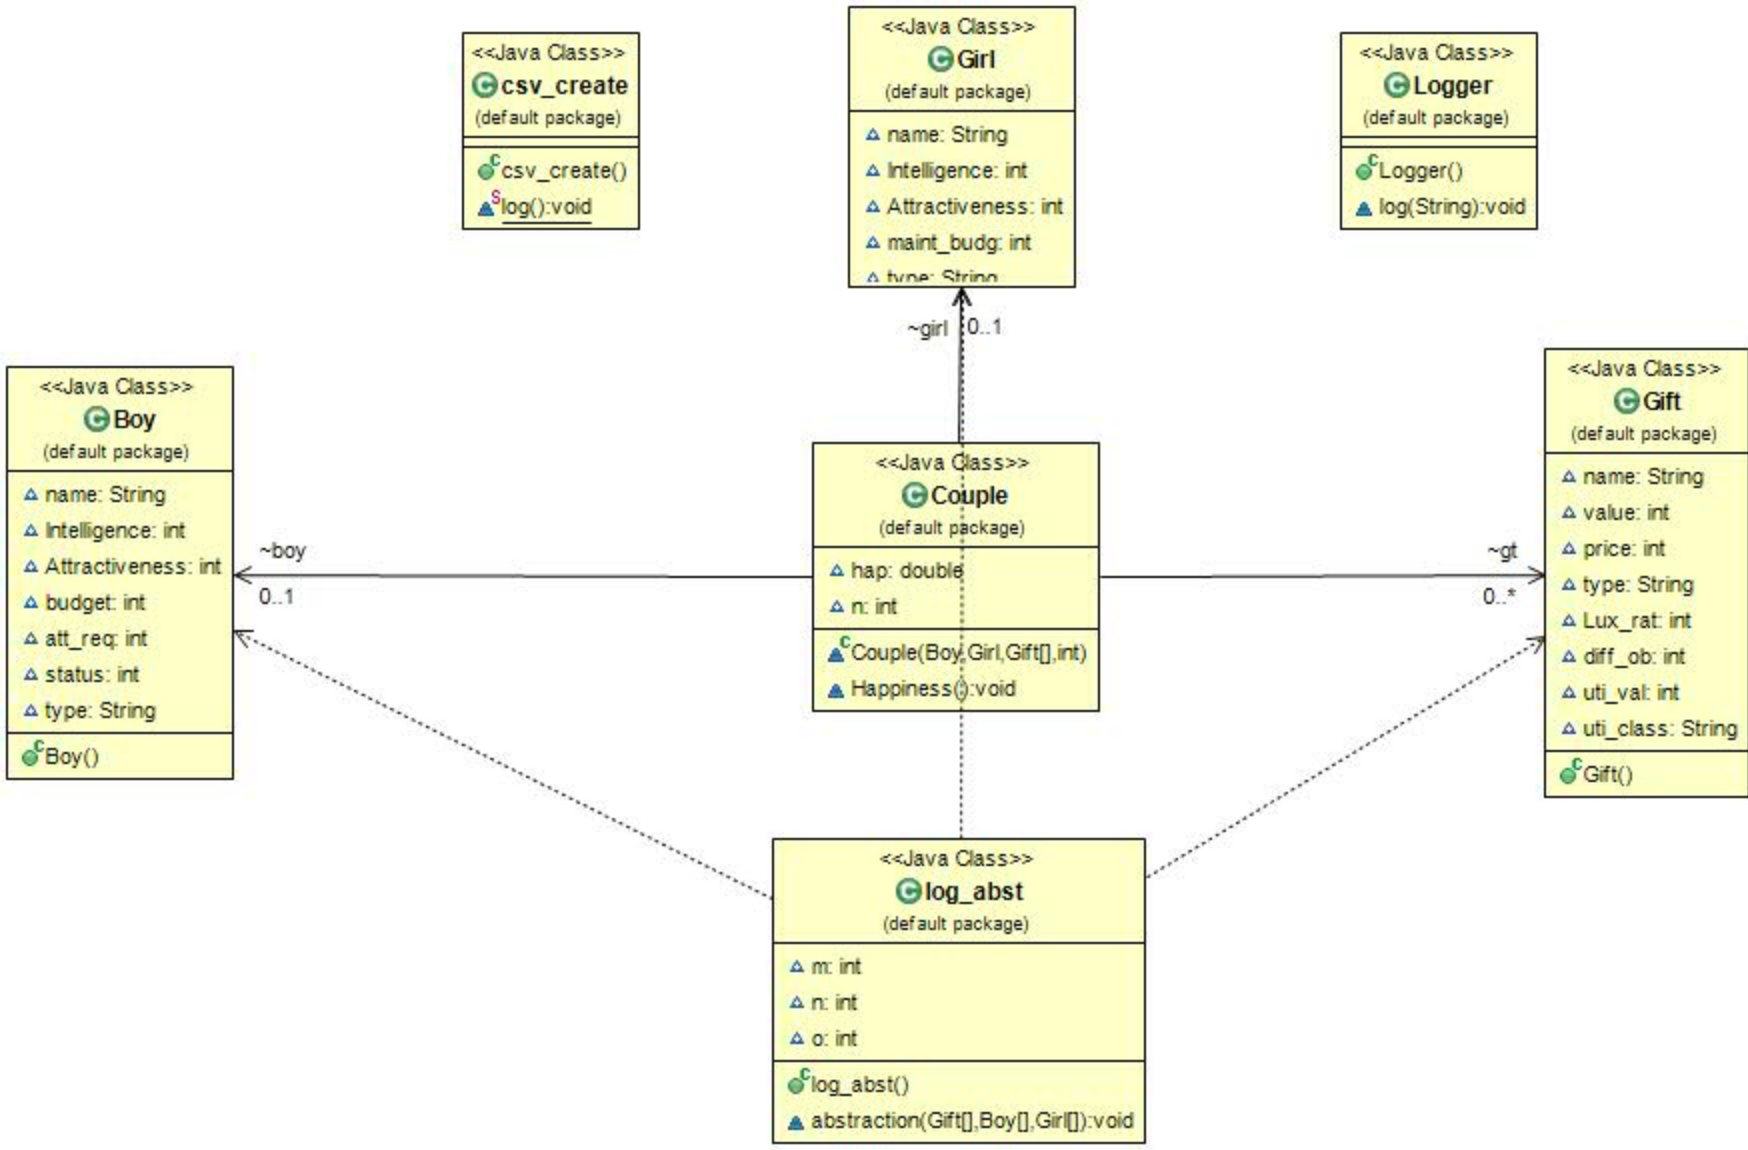 <<Java Class>>
csv_create
(default package)
csv_create()
log():void
<<Java Class>>
Girl
(default package)
name: String
Intelligence: int
Attractiveness: int
maint_budg: int
type: String
<<Java Class>>
Logger
(default package)
Logger()
log(String):void
~girl
0..1
<<Java Class>>
Boy
(default package)
name: String
Intelligence: int
Attractiveness: int
budget: int
att_req: int
status: int
type: String
Boy()
~boy
0..1
<<Java Class>>
Couple
(default package)
hap: double
n: int
Couple(Boy,Girl,Gift[],int)
Happiness():void
~gt
0..*
<<Java Class>>
Gift
(default package)
name: String
value: int
price: int
type: String
Lux_rat: int
diff_ob: int
uti_val: int
uti_class: String
Gift()
<<Java Class>>
log_abst
(default package)
m: int
n: int
o: int
log_abst()
abstraction(Gift[],Boy[],Girl[]):void